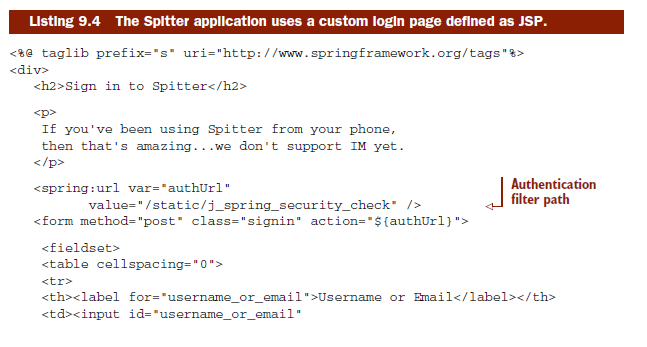 Listing 9.4 The Spitter application uses a custom login page defined as JSP.
<%@ taglib prefix="s" uri="http://www.springframework.org/tags"%>
<div>
<h2>Sign in to Spitter</h2>
<p>
If you've been using Spitter from your phone,
then that's amazing...we don't support IM yet.
</p>
<spring:url var="authUrl"
value="/static/j_spring_security_check" />
Authentication
filter path
<form method="post" class="signin" action="${authUrl}">
<fieldset>
<table cellspacing="0">
<tr>
<th><label for="username_or_email">Username or Email</label></th>
<td><input id="username_or_email"